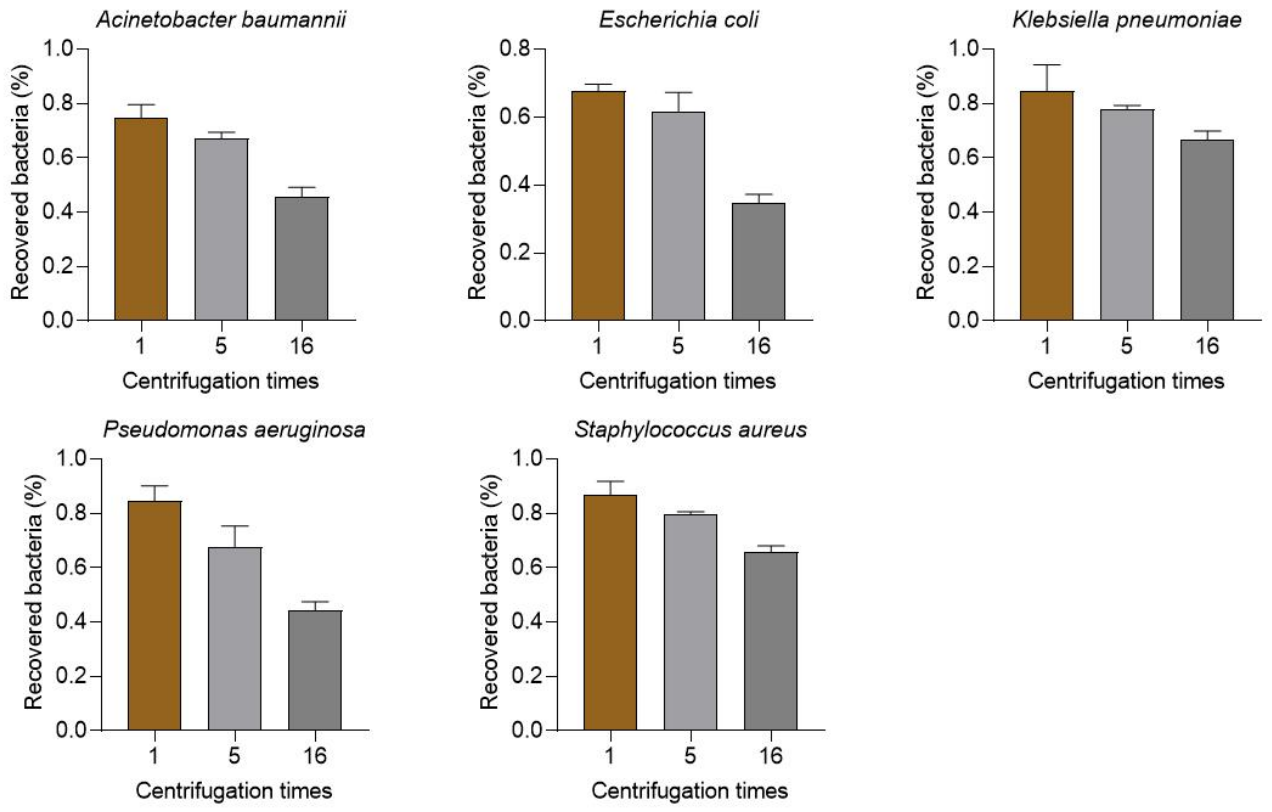 Acinetobacter baumannii
Recovered bacteria (%)
1.0
0.8
0.6
0.4
0.2
0.0
1 5 16
Centrifugation times
Escherichia coli
Recovered bacteria (%)
0.8
0.6
0.4
0.2
0.0
1 5 16
Centrifugation times
Klebsiella pneumoniae
Recovered bacteria (%)
1.0
0.8
0.6
0.4
0.2
0.0
1 5 16
Centrifugation times
Pseudomonas aeruginosa
Recovered bacteria (%)
1.0
0.8
0.6
0.4
0.2
0.0
1 5 16
Centrifugation times
Staphylococcus aureus
Recovered bacteria (%)
1.0
0.8
0.6
0.4
0.2
0.0
1 5 16
Centrifugation times